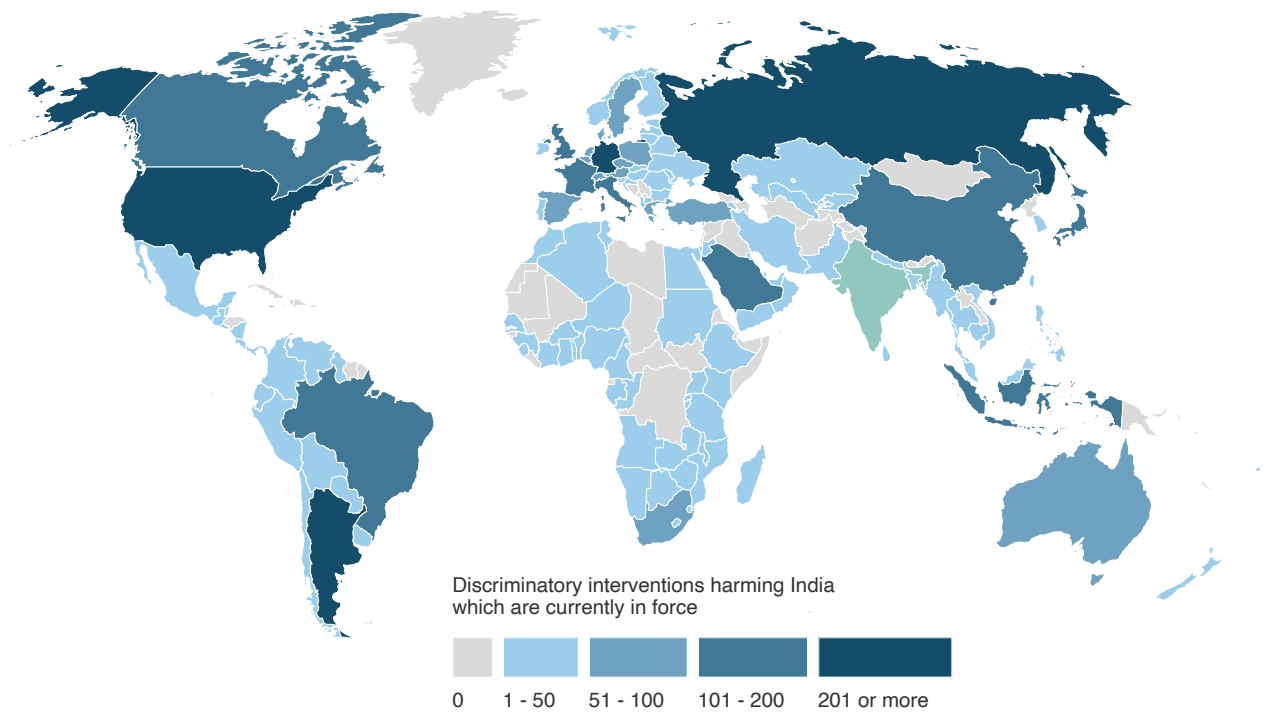 Discriminatory interventions harming India
which are currently in force
0 1 - 50 51 - 100 101 - 200 201 or more